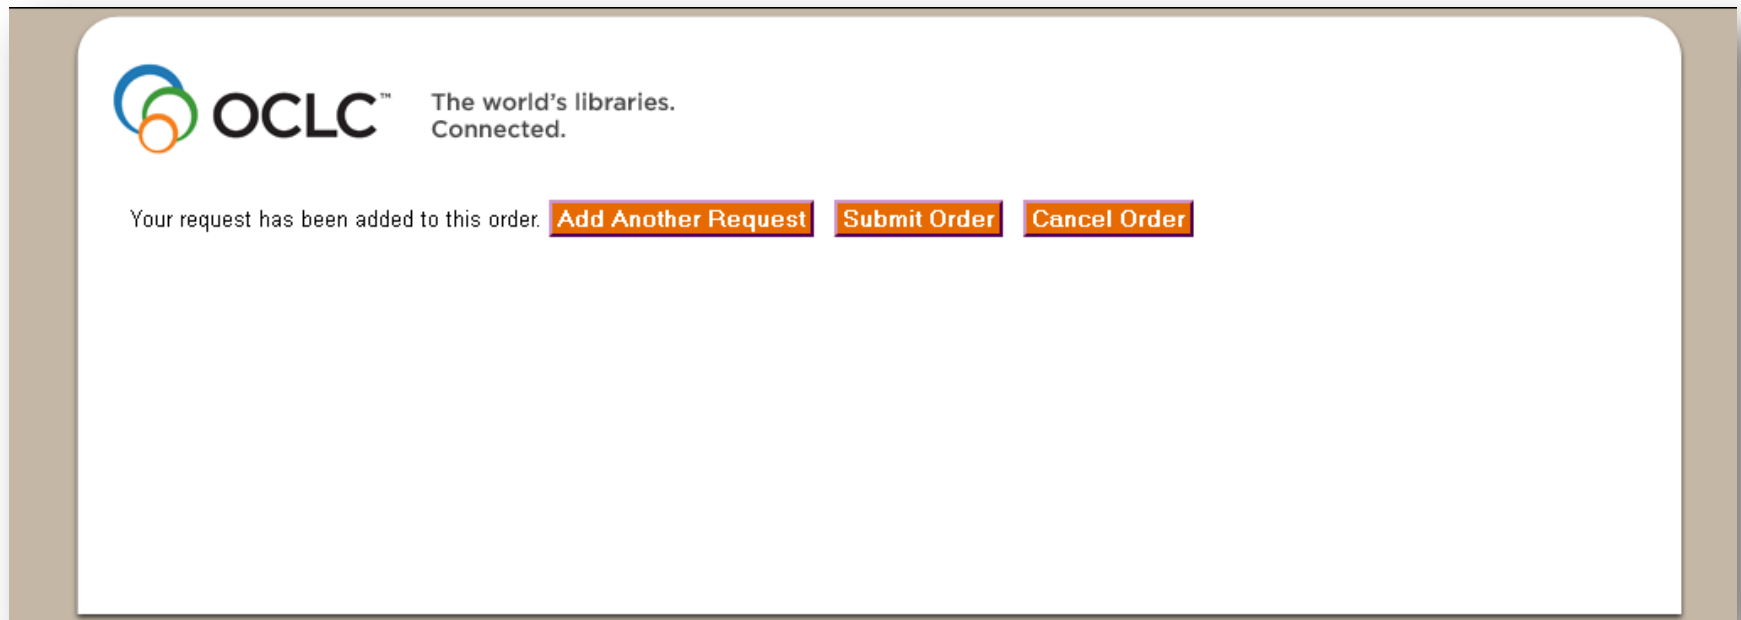 OCLC™
The world's libraries.
Connected.
Your request has been added to this order. Add Another Request Submit Order Cancel Order